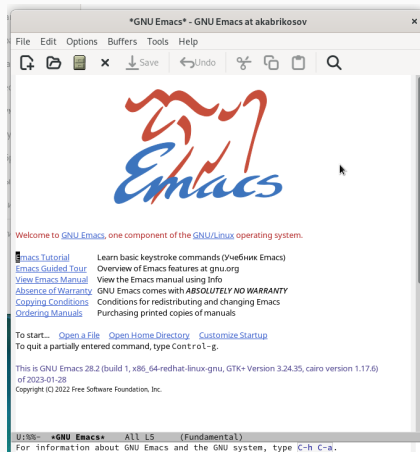 *GNU Emacs* - GNU Emacs at akabrikosov ×
File Edit Options Buffers Tools Help
Save Undo
Emacs
Welcome to GNU Emacs, one component of the GNU/Linux operating system.
Emacs Tutorial Learn basic keystroke commands (Учебник Emacs)
Emacs Guided Tour Overview of Emacs features at gnu.org
View Emacs Manual View the Emacs manual using Info
Absence of Warranty GNU Emacs comes with ABSOLUTELY NO WARRANTY
Copying Conditions Conditions for redistributing and changing Emacs
Ordering Manuals Purchasing printed copies of manuals
To start... Open a File Open Home Directory Customize Startup
To quit a partially entered command, type Control-g.
This is GNU Emacs 28.2 (build 1, x86_64-redhat-linux-gnu, GTK+ Version 3.24.35, cairo version 1.17.6)
of 2023-01-28
Copyright (C) 2022 Free Software Foundation, Inc.
U:%%- *GNU Emacs* All L5 (Fundamental)
For information about GNU Emacs and the GNU system, type C-h C-a.